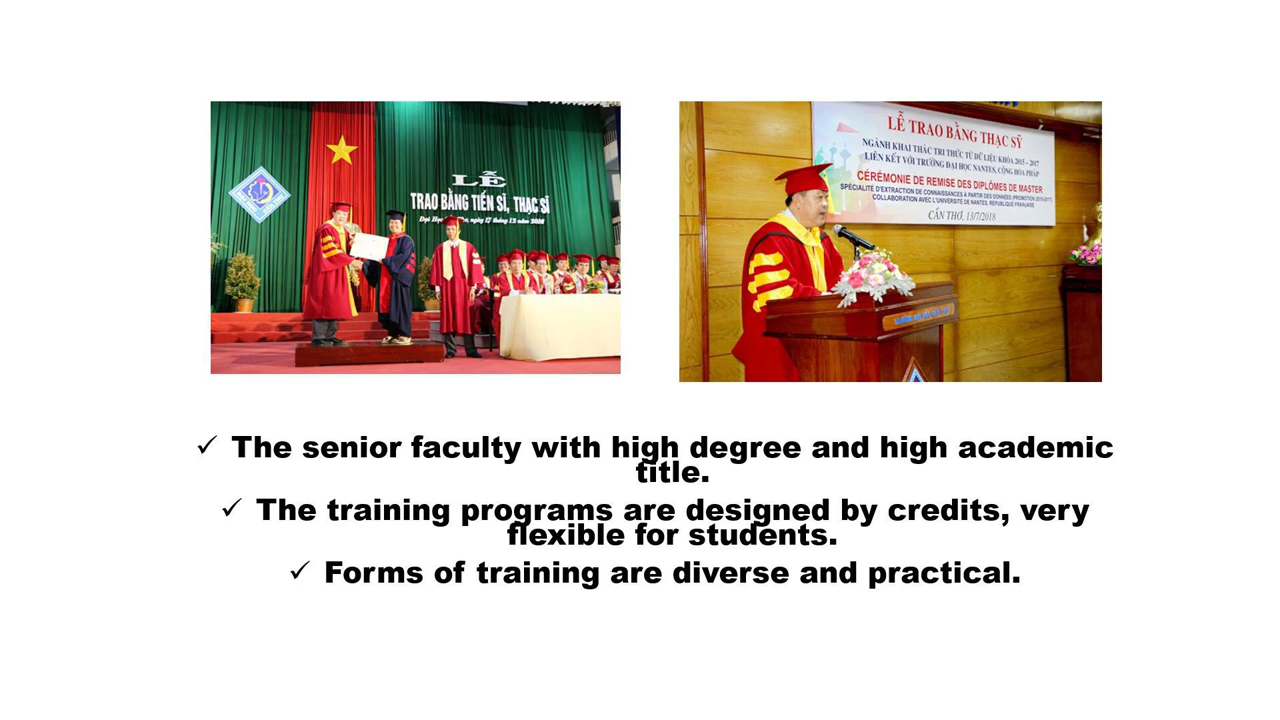 LỄ
TRAO BẰNG TIẾN SĨ, THẠC SĨ
LỄ TRAO BẰNG THẠC SỸ
NGÀNH KHAI THÁC TRI THỨC TỪ DỮ LIỆU KHÓA 2015 - 2017
LIÊN KẾT VỚI TRƯỜNG ĐẠI HỌC NANTES, CỘNG HÒA PHÁP
CÉRÉMONIE DE REMISE DES DIPLÔMES DE MASTER
SPÉCIALITÉ D'EXTRACTION DE CONNAISSANCES À PARTIR DES DONNÉES (PROMOTION 2015-2017)
COLLABORATION AVEC L'UNIVERSITÉ DE NANTES, RÉPUBLIQUE FRANÇAISE
CẦN THƠ, 13/7/2018
✓ The senior faculty with high degree and high academic
title.
✓ The training programs are designed by credits, very
flexible for students.
✓ Forms of training are diverse and practical.